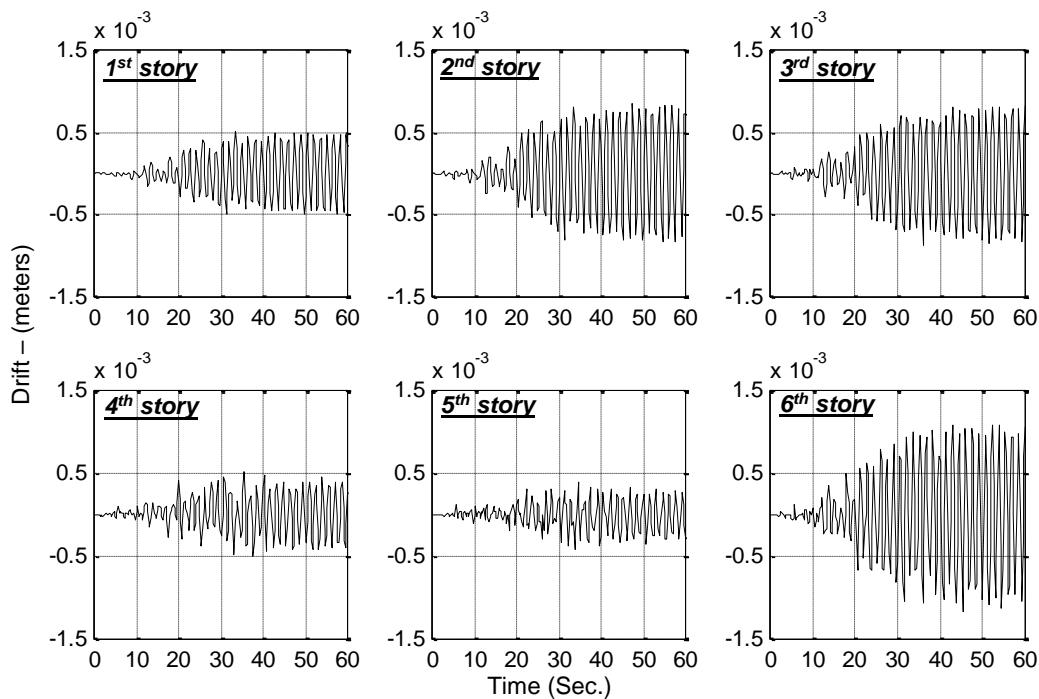 x 10-3 x 10-3 x 10-3
1.5 1.5 1.5
1st story 2nd story 3rd story
0.5 0.5 0.5
-0.5 -0.5 -0.5
-1.5 -1.5 -1.5
0 10 20 30 40 50 60 0 10 20 30 40 50 60 0 10 20 30 40 50 60
Drift – (meters)
x 10-3 x 10-3 x 10-3
1.5 1.5 1.5
4th story 5th story 6th story
0.5 0.5 0.5
-0.5 -0.5 -0.5
-1.5 -1.5 -1.5
0 10 20 30 40 50 60 0 10 20 30 40 50 60 0 10 20 30 40 50 60
Time (Sec.)